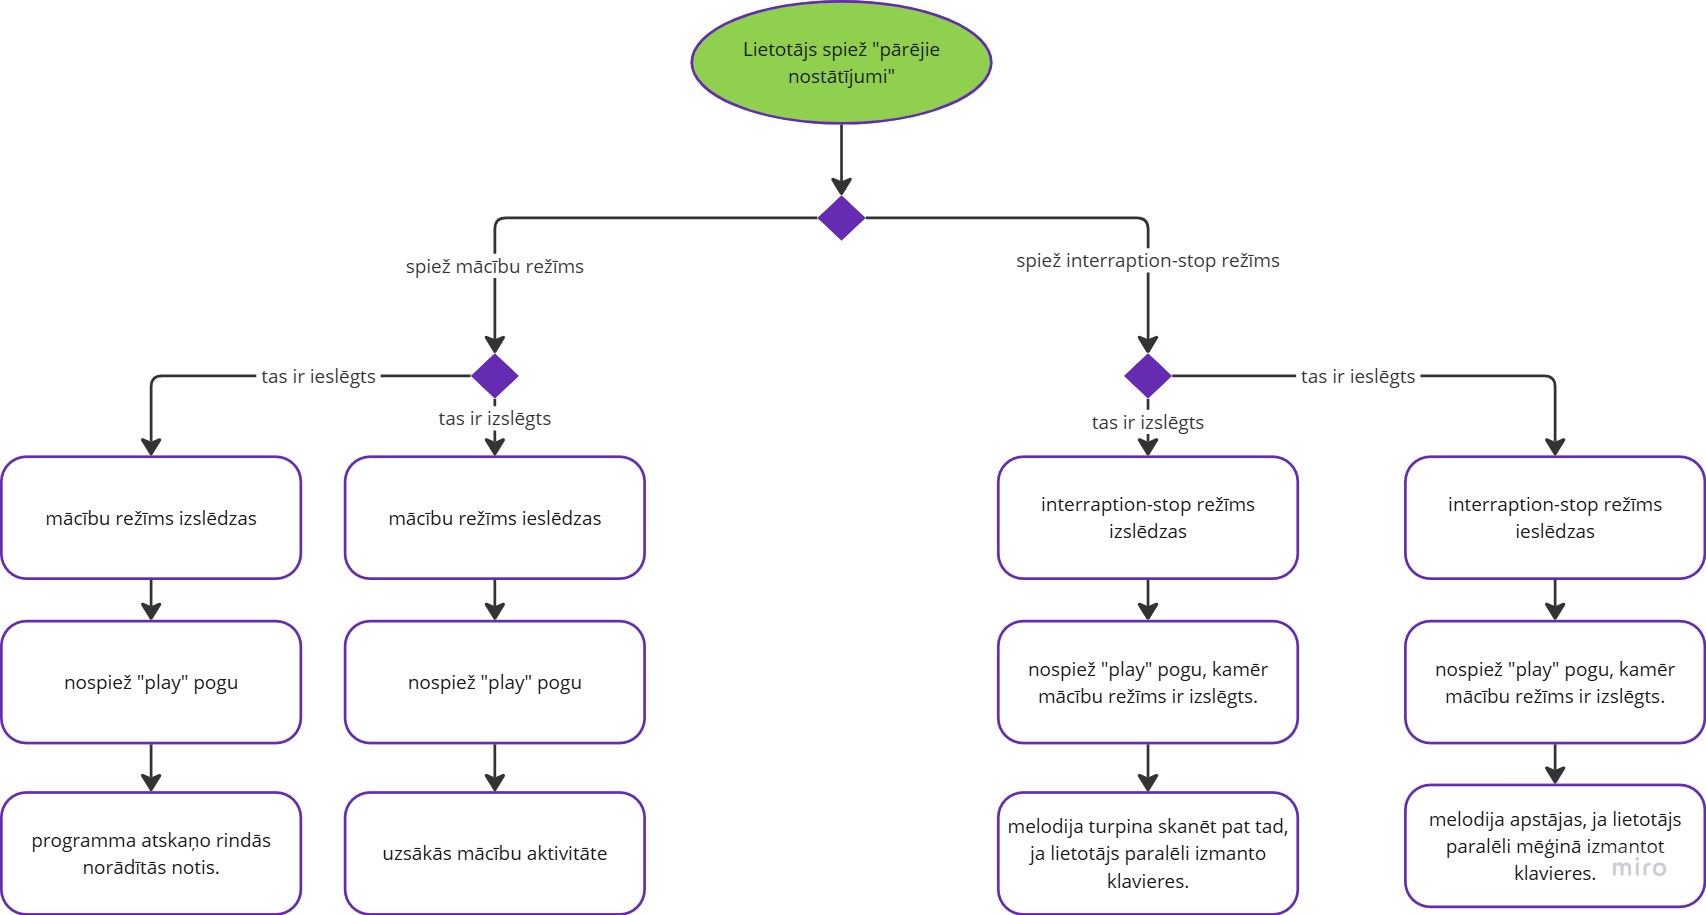 Lietotājs spiež "pārējie
nostātījumi"
spiež mācību režīms
spiež interraption-stop režīms
tas ir ieslēgts
tas ir izslēgts
tas ir izslēgts
tas ir ieslēgts
mācību režīms izslēdzas
mācību režīms ieslēdzas
interraption-stop režīms
izslēdzas
interraption-stop režīms
ieslēdzas
nospiež "play" pogu
nospiež "play" pogu
nospiež "play" pogu, kamēr
mācību režīms ir izslēgts.
nospiež "play" pogu, kamēr
mācību režīms ir izslēgts.
programma atskaņo rindās
norādītās notis.
uzsākās mācību aktivitāte
melodija turpina skanēt pat tad,
ja lietotājs paralēli izmanto
klavieres.
melodija apstājas, ja lietotājs
paralēli mēģinā izmantot
klavieres.
miro